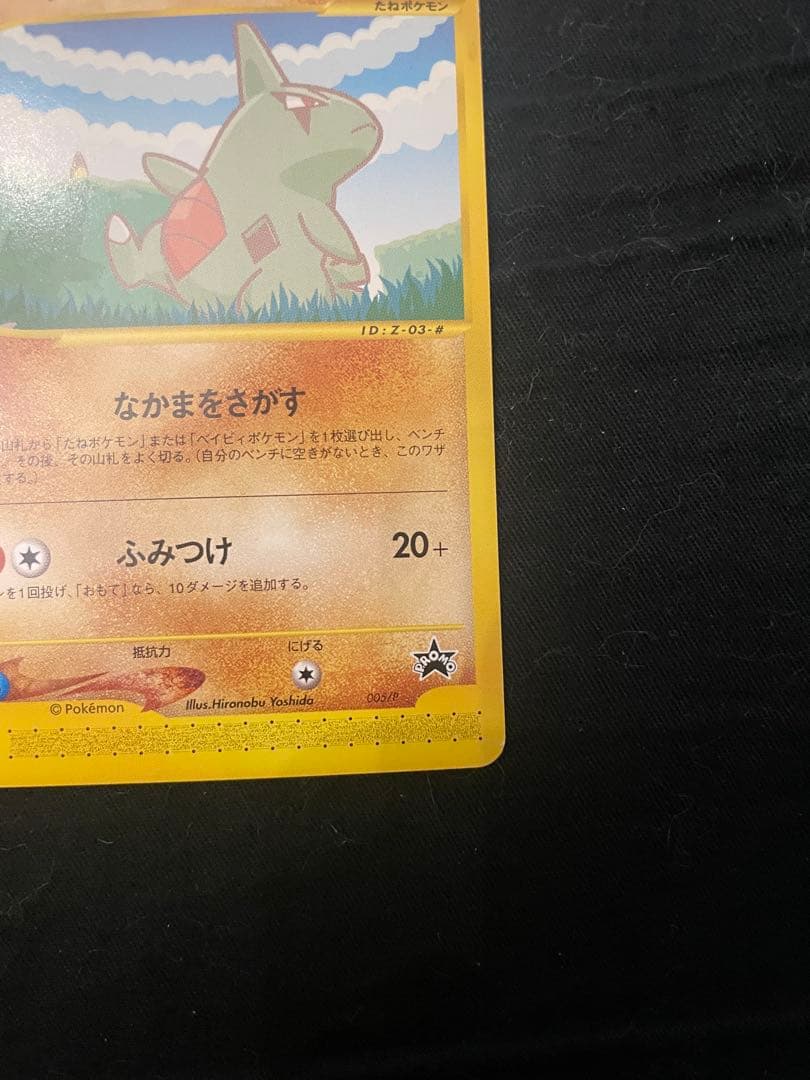 たねポケモン
ID:Z-03-#
なかまをさがす
山札から「たねポケモン」または「ベイビィポケモン」を1枚選び出し、ベンチ
。その後、その山札をよく切る。(自分のベンチに空きがないとき、このワザ
する。)
ふみつけ 20+
ンを1回投げ、「おもて」なら、10ダメージを追加する。
抵抗力 にげる
PROMO
©Pokémon Illus.Hironobu Yoshida 005/P